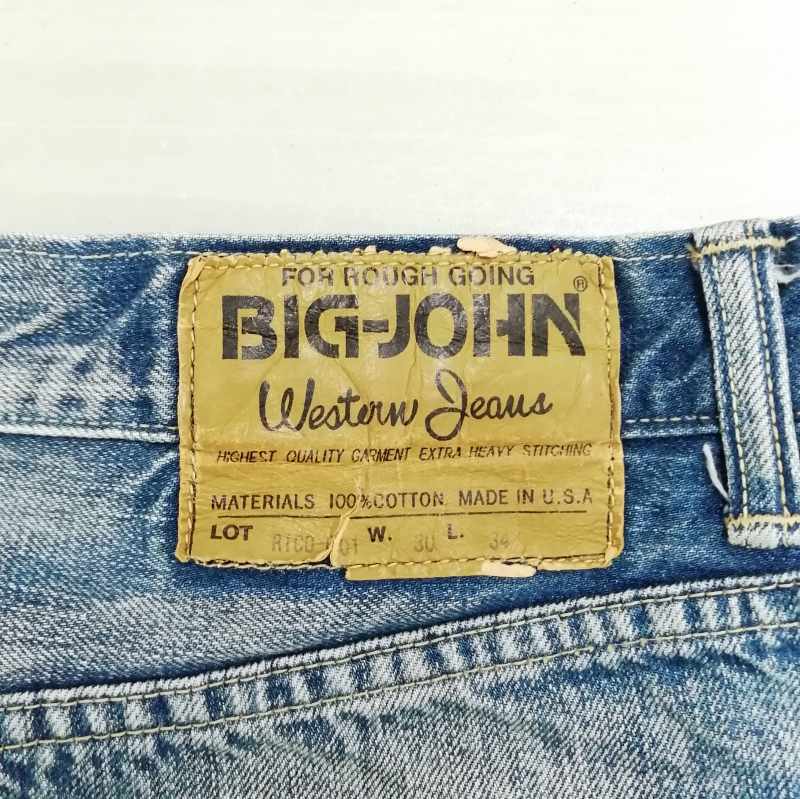 FOR ROUGH GOING
BIG-JOHN®
Western Jeans
HIGHEST QUALITY GARMENT EXTRA HEAVY STITCHING
MATERIALS 100%COTTON MADE IN U.S.A
LOT W. 30 L. 34